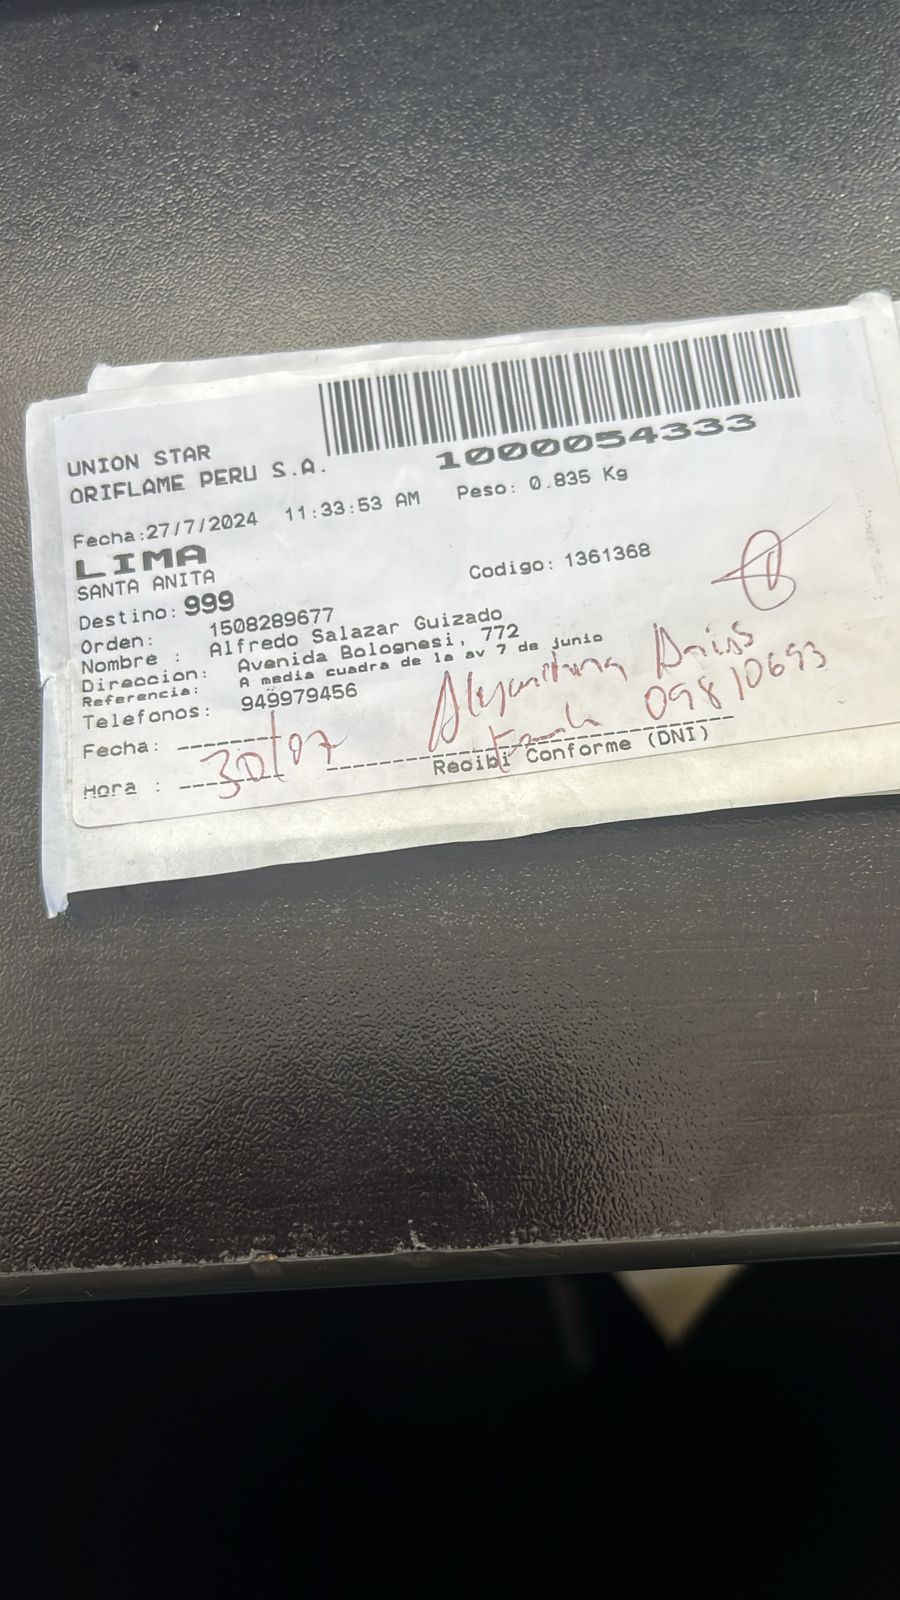 1000054333
UNION STAR
ORIFLAME PERU S.A.
Fecha:27/7/2024 11:33:53 AM Peso: 0.835 Kg
LIMA
SANTA ANITA Codigo: 1361368
Destino: 999
Orden: 1508289677
Nombre : Alfredo Salazar Guizado
Direccion: Avenida Bolognesi, 772
Referencia: A media cuadra de la av 7 de junio
Telefonos: 949979456
09810693
Fecha: ----------
30/07
Hora : ----------
Recibi Conforme (DNI)